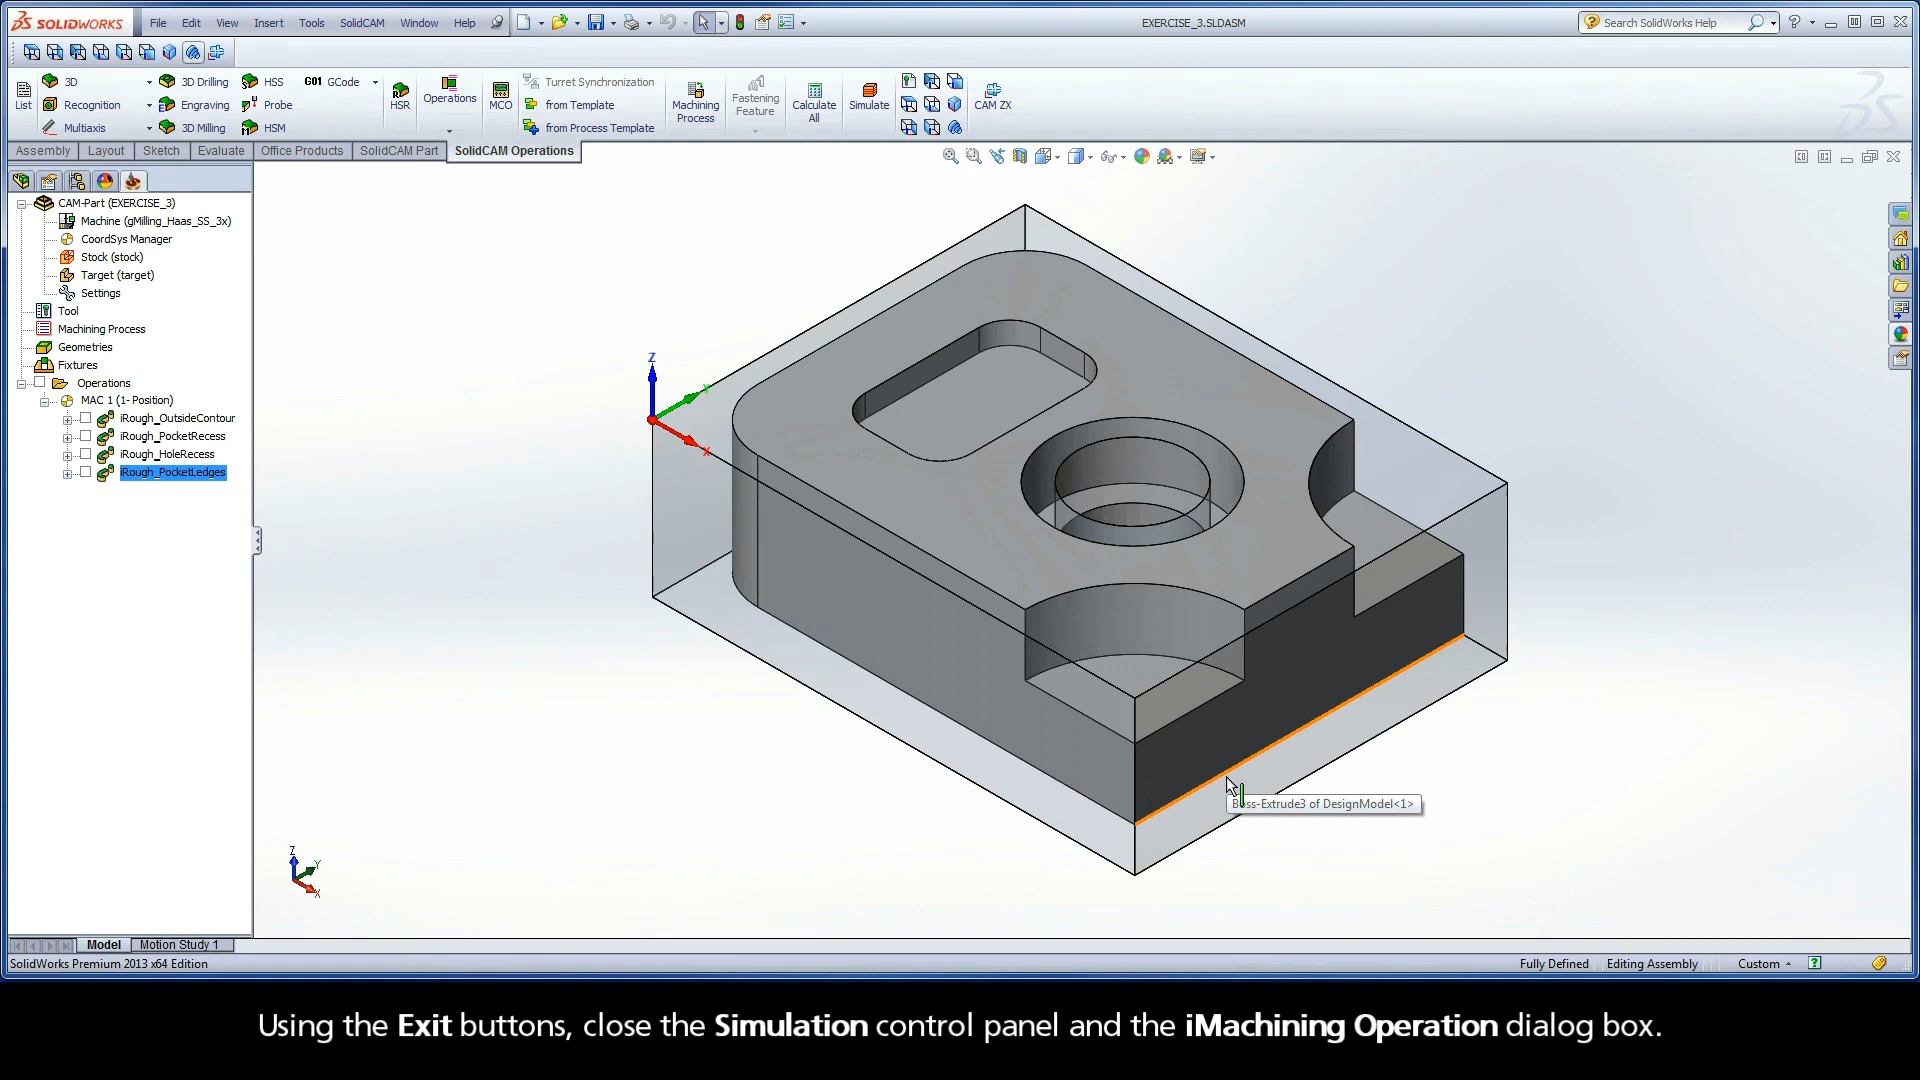 SOLIDWORKS File Edit View Insert Tools SolidCAM Window Help EXERCISE_3.SLDASM Search SolidWorks Help
3D 3D Drilling HSS G01 GCode
Recognition Engraving Probe
Multiaxis 3D Milling HSM
List HSR Operations MCO
Turret Synchronization
from Template
from Process Template
Machining Process
Fastening Feature
Calculate All
Simulate
CAM ZX
Assembly Layout Sketch Evaluate Office Products SolidCAM Part SolidCAM Operations
CAM-Part (EXERCISE_3)
Machine (gMilling_Haas_SS_3x)
CoordSys Manager
Stock (stock)
Target (target)
Settings
Tool
Machining Process
Geometries
Fixtures
Operations
MAC 1 (1- Position)
iRough_OutsideContour
iRough_PocketRecess
iRough_HoleRecess
iRough_PocketLedges
Z
Y
X
Boss-Extrude3 of DesignModel<1>
Z
Y
X
Model Motion Study 1
SolidWorks Premium 2013 x64 Edition Fully Defined Editing Assembly Custom
Using the Exit buttons, close the Simulation control panel and the iMachining Operation dialog box.